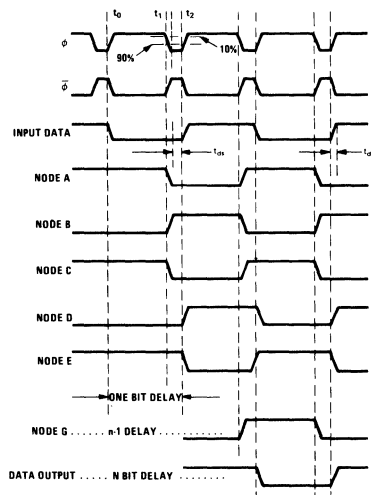 t0 t1 t2
ϕ
90%
10%
ϕ̅
INPUT DATA
tds
td
NODE A
NODE B
NODE C
NODE D
NODE E
ONE BIT DELAY
NODE G ...... n-1 DELAY ...........
DATA OUTPUT ...... N BIT DELAY ........